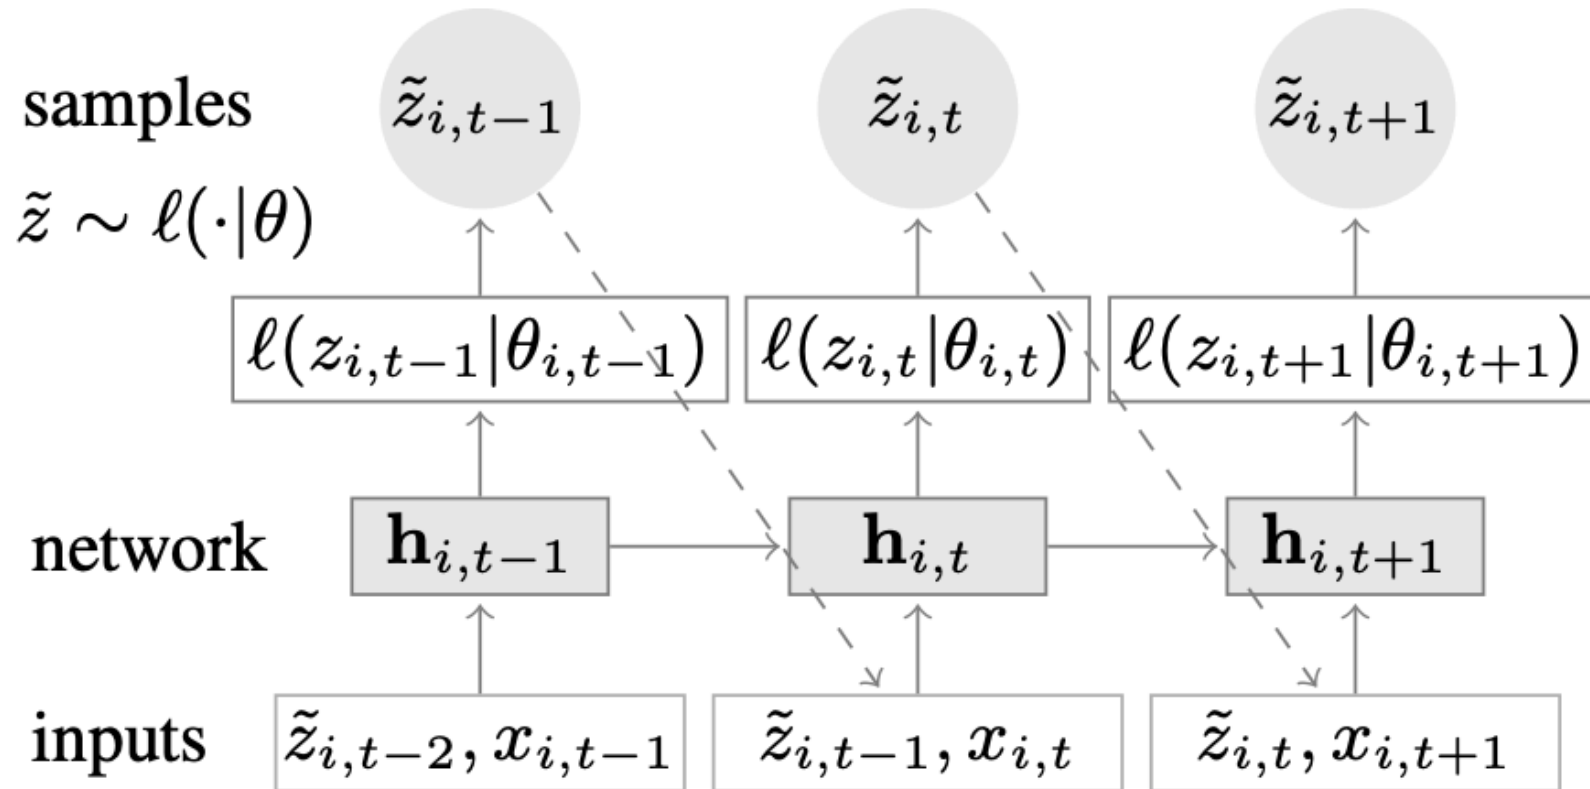 samples z̃_{i,t−1} z̃_{i,t} z̃_{i,t+1}
z̃ ∼ ℓ(·|θ)
ℓ(z_{i,t−1}|θ_{i,t−1}) ℓ(z_{i,t}|θ_{i,t}) ℓ(z_{i,t+1}|θ_{i,t+1})
network h_{i,t−1} h_{i,t} h_{i,t+1}
inputs z̃_{i,t−2}, x_{i,t−1} z̃_{i,t−1}, x_{i,t} z̃_{i,t}, x_{i,t+1}